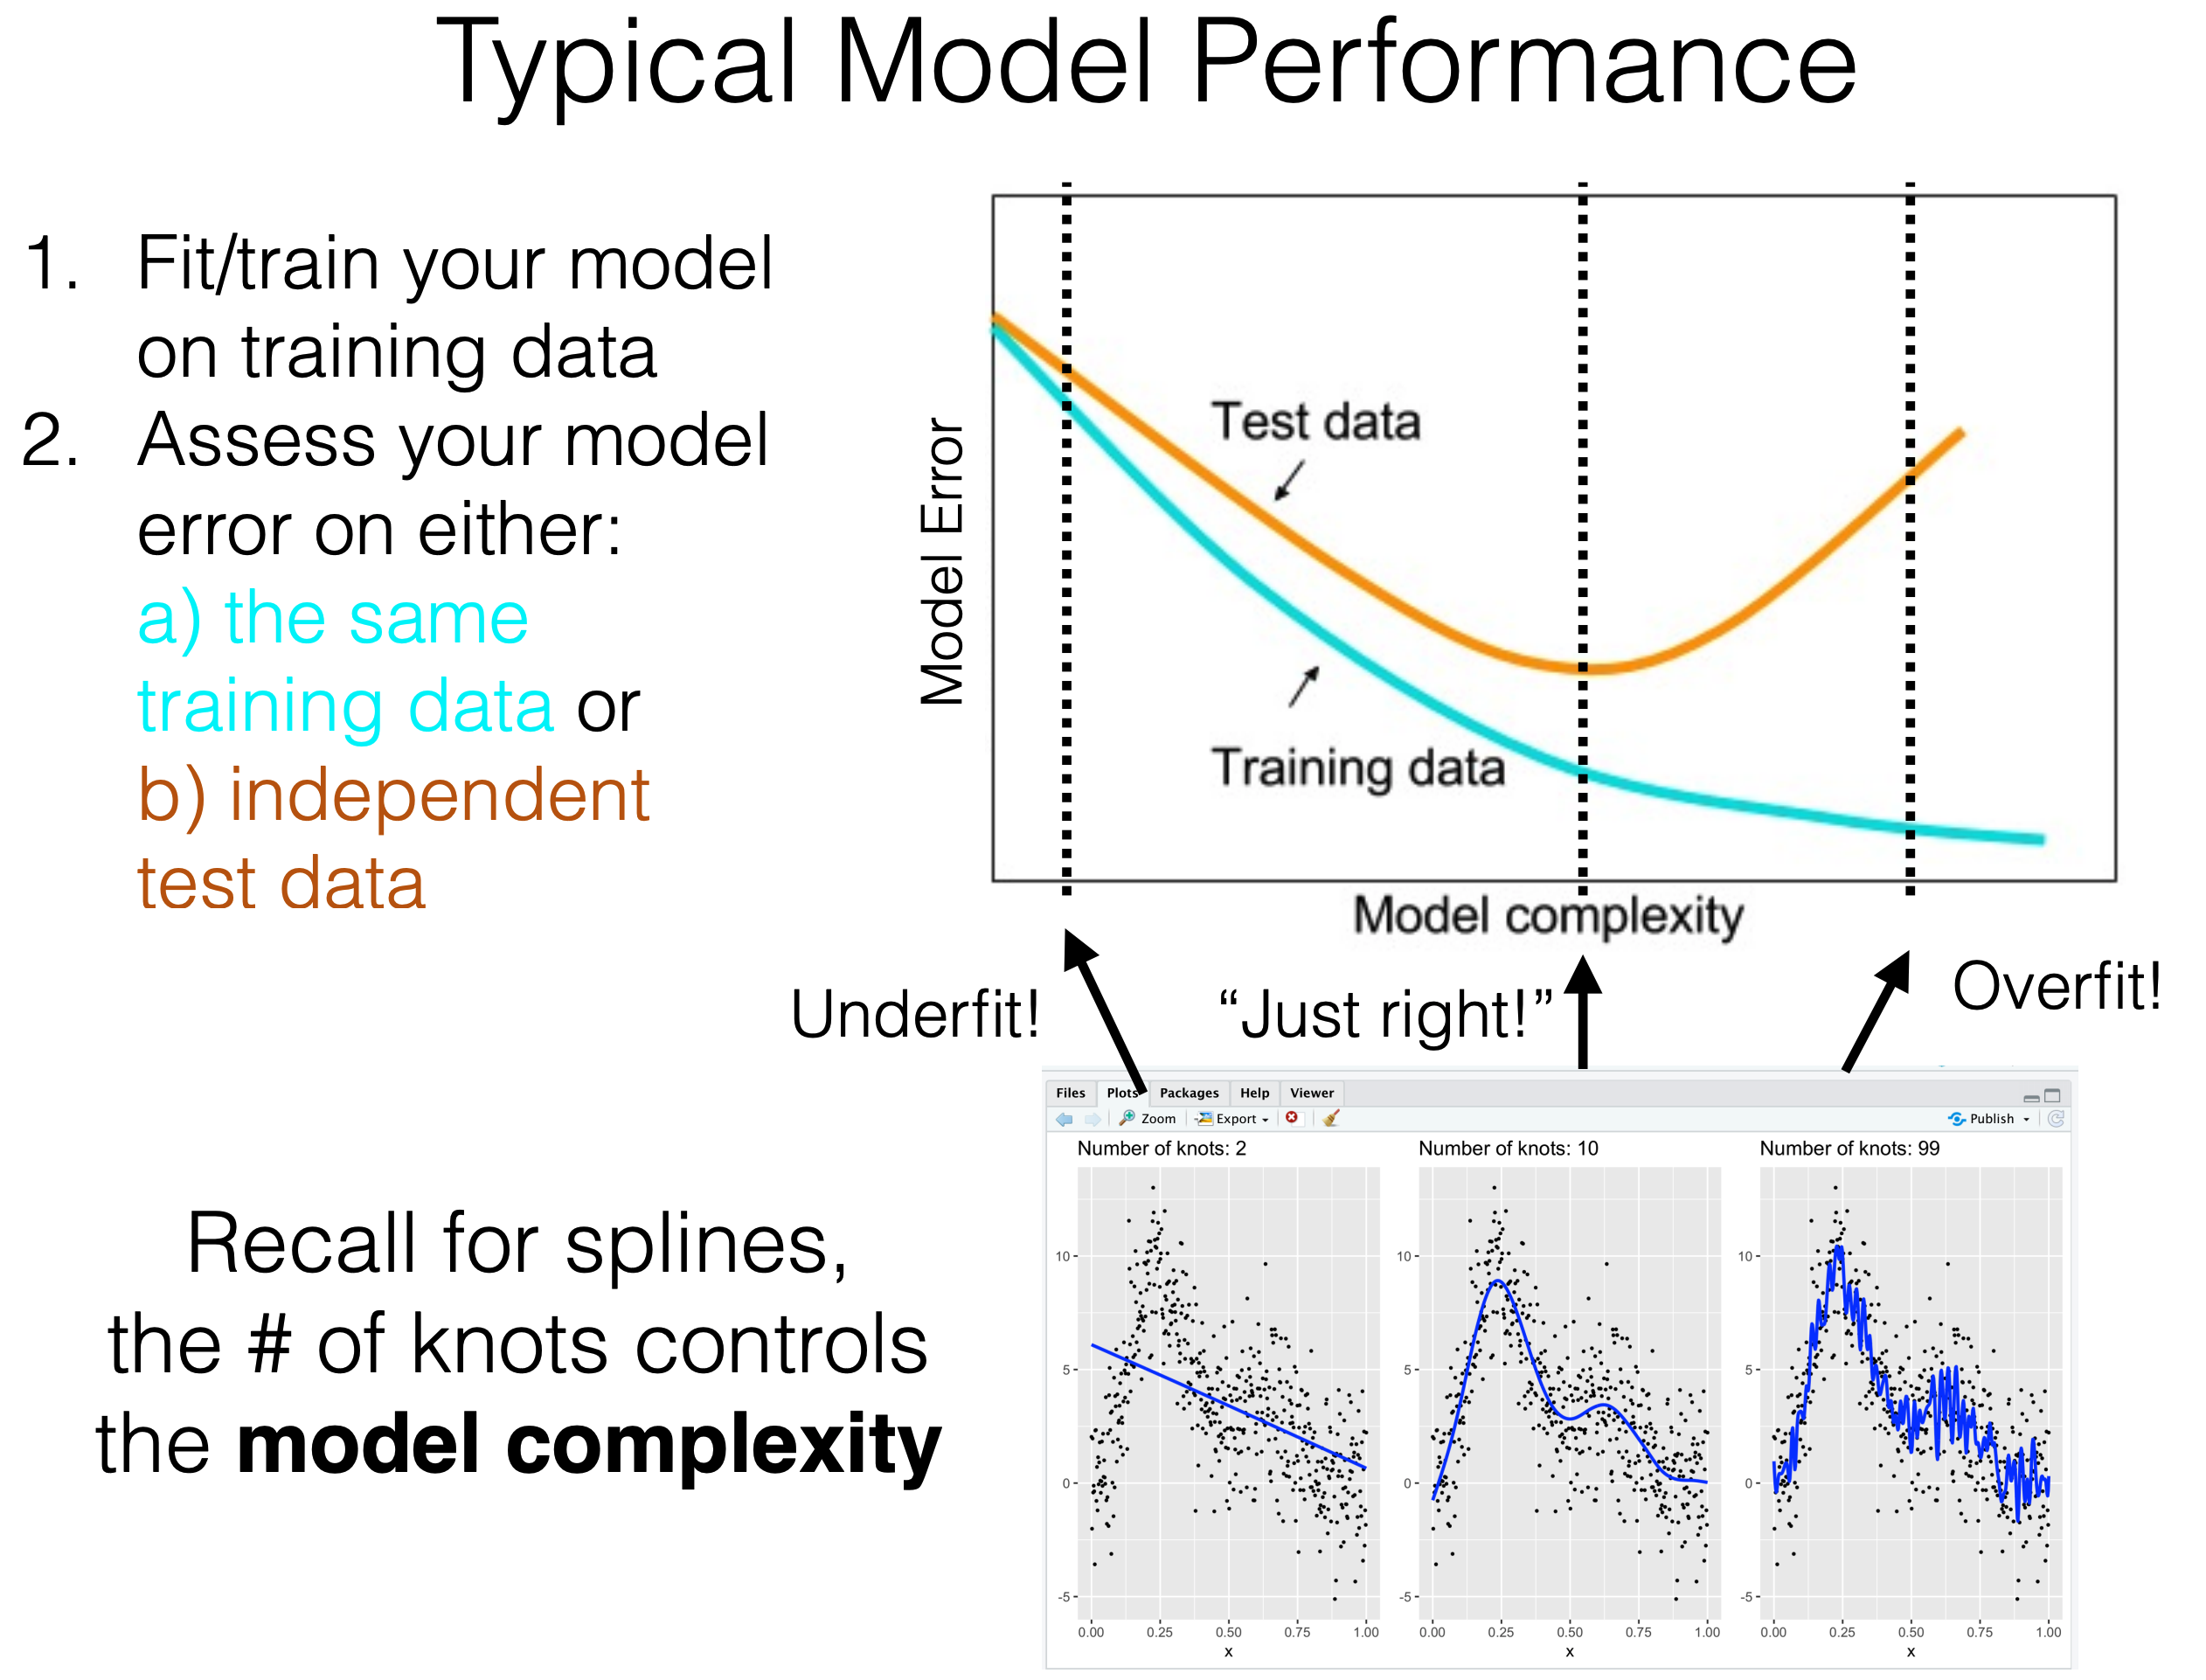 Typical Model Performance
1. Fit/train your model
on training data
2. Assess your model
error on either:
a) the same
training data or
b) independent
test data
Model Error
Test data
Training data
Model complexity
Underfit!
“Just right!”
Overfit!
Recall for splines,
the # of knots controls
the model complexity
Files Plots Packages Help Viewer
Zoom Export Publish
Number of knots: 2
10
5
0
-5
0.00 0.25 0.50 0.75 1.00
x
Number of knots: 10
10
5
0
-5
0.00 0.25 0.50 0.75 1.00
x
Number of knots: 99
10
5
0
-5
0.00 0.25 0.50 0.75 1.00
x